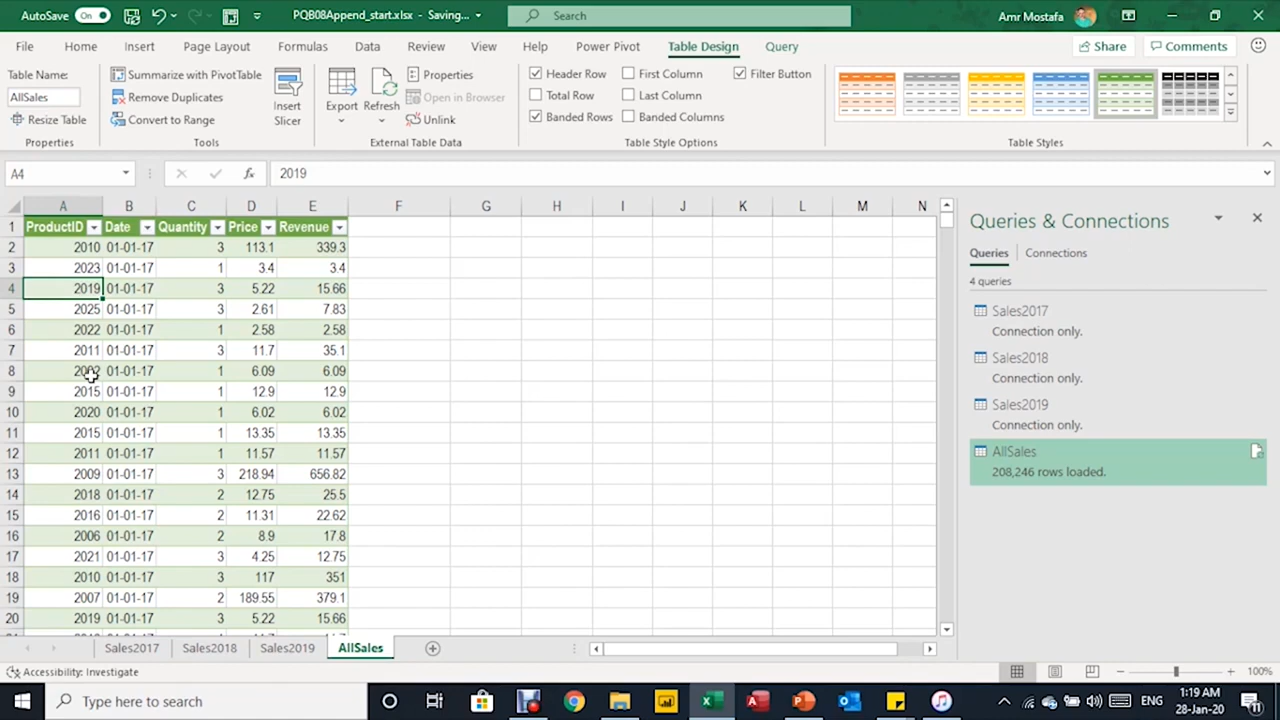 AutoSave On PQB08Append_start.xlsx - Saving... Search Amr Mostafa
File Home Insert Page Layout Formulas Data Review View Help Power Pivot Table Design Query Share Comments
Table Name:
AllSales
Resize Table
Properties
Summarize with PivotTable
Remove Duplicates
Convert to Range
Tools
Insert
Slicer
Export
Refresh
Properties
Open in Browser
Unlink
External Table Data
Header Row First Column Filter Button
Total Row Last Column
Banded Rows Banded Columns
Table Style Options
Table Styles
A4 fx 2019
A B C D E F G H I J K L M N
1 ProductID Date Quantity Price Revenue
2 2010 01-01-17 3 113.1 339.3
3 2023 01-01-17 1 3.4 3.4
4 2019 01-01-17 3 5.22 15.66
5 2025 01-01-17 3 2.61 7.83
6 2022 01-01-17 1 2.58 2.58
7 2011 01-01-17 3 11.7 35.1
8 01-01-17 1 6.09 6.09
9 2015 01-01-17 1 12.9 12.9
10 2020 01-01-17 1 6.02 6.02
11 2015 01-01-17 1 13.35 13.35
12 2011 01-01-17 1 11.57 11.57
13 2009 01-01-17 3 218.94 656.82
14 2018 01-01-17 2 12.75 25.5
15 2016 01-01-17 2 11.31 22.62
16 2006 01-01-17 2 8.9 17.8
17 2021 01-01-17 3 4.25 12.75
18 2010 01-01-17 3 117 351
19 2007 01-01-17 2 189.55 379.1
20 2019 01-01-17 3 5.22 15.66
Queries & Connections
Queries Connections
4 queries
Sales2017
Connection only.
Sales2018
Connection only.
Sales2019
Connection only.
AllSales
208,246 rows loaded.
Sales2017 Sales2018 Sales2019 AllSales
Accessibility: Investigate 100%
Type here to search ENG 1:19 AM
28-Jan-20 11